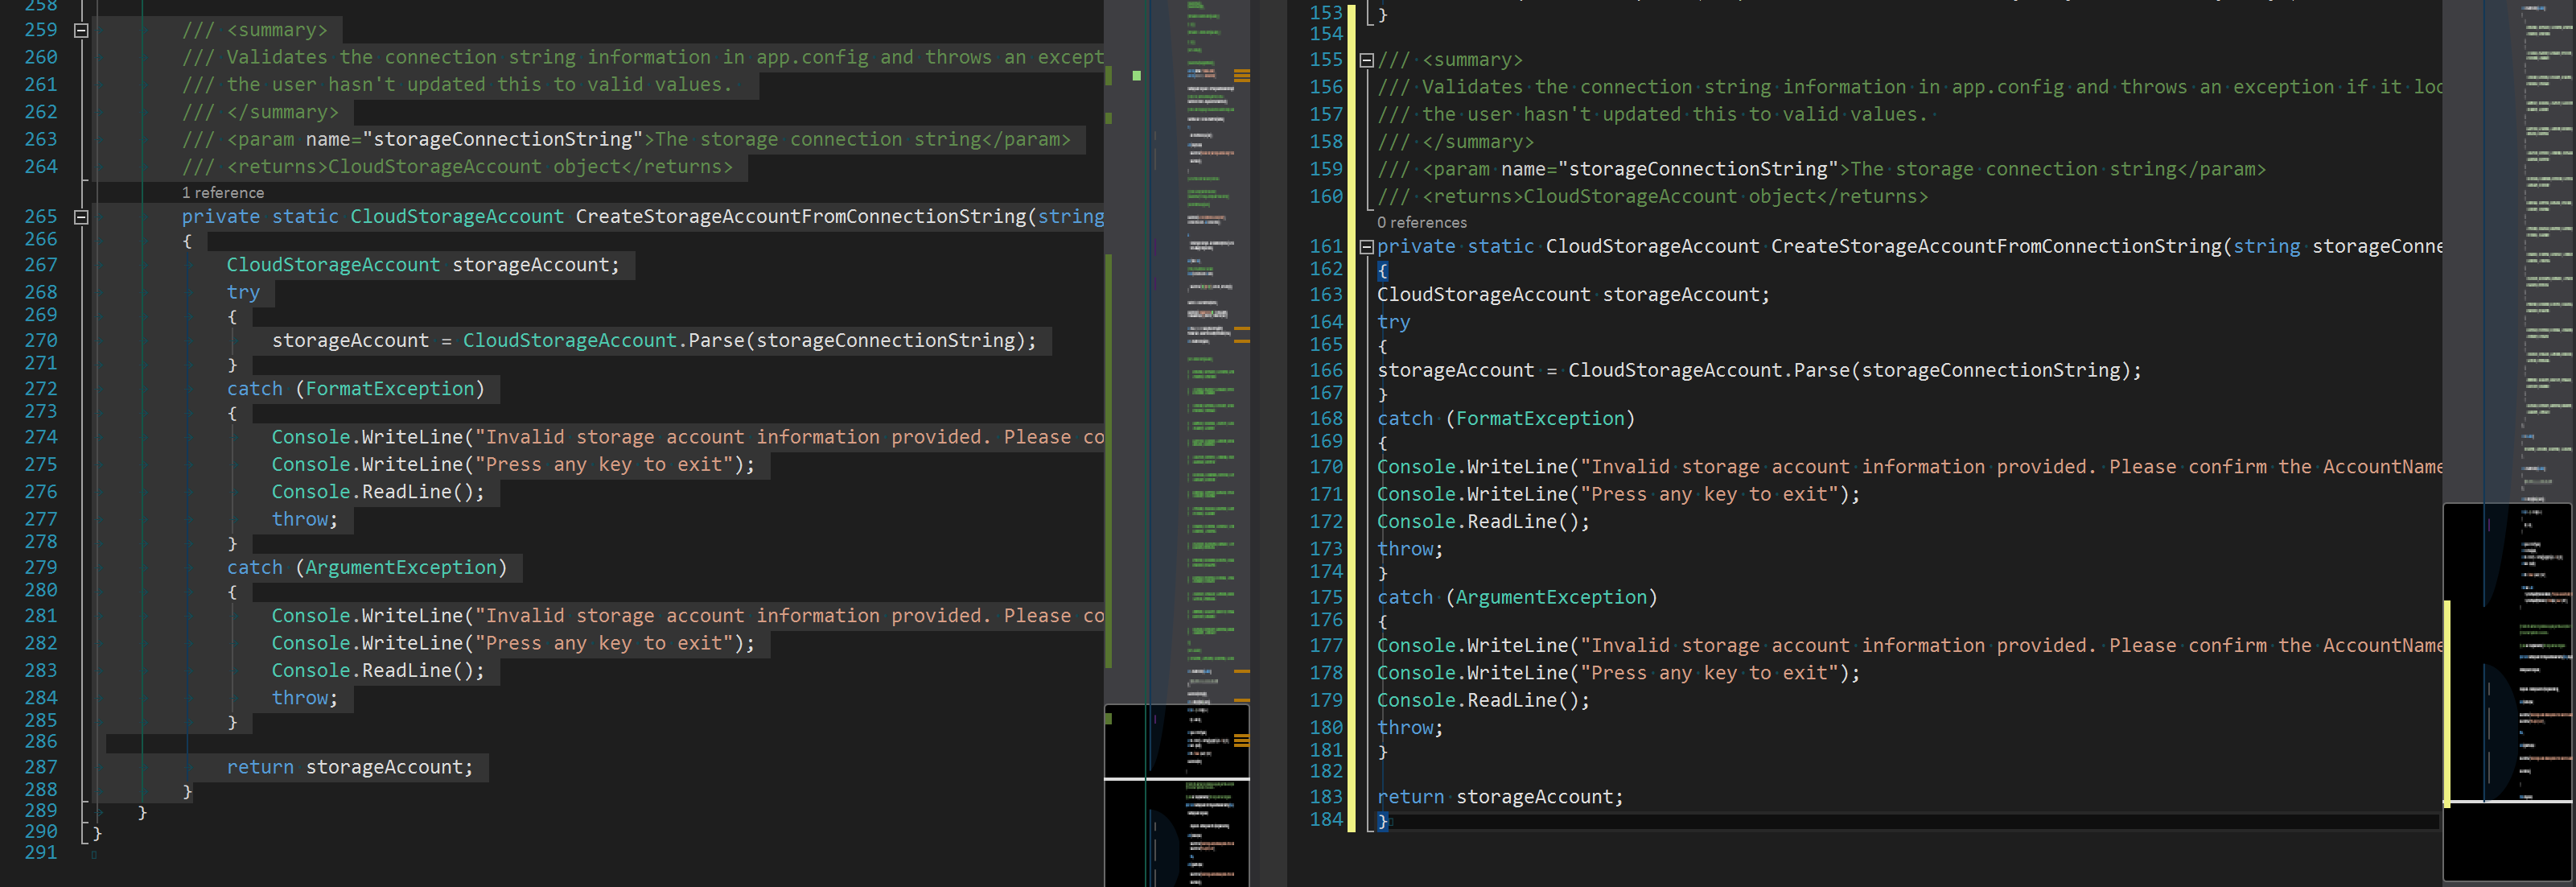 258
259 /// <summary>
260 /// Validates the connection string information in app.config and throws an except
261 /// the user hasn't updated this to valid values.
262 /// </summary>
263 /// <param name="storageConnectionString">The storage connection string</param>
264 /// <returns>CloudStorageAccount object</returns>
1 reference
265 private static CloudStorageAccount CreateStorageAccountFromConnectionString(string
266 {
267 CloudStorageAccount storageAccount;
268 try
269 {
270 storageAccount = CloudStorageAccount.Parse(storageConnectionString);
271 }
272 catch (FormatException)
273 {
274 Console.WriteLine("Invalid storage account information provided. Please co
275 Console.WriteLine("Press any key to exit");
276 Console.ReadLine();
277 throw;
278 }
279 catch (ArgumentException)
280 {
281 Console.WriteLine("Invalid storage account information provided. Please co
282 Console.WriteLine("Press any key to exit");
283 Console.ReadLine();
284 throw;
285 }
286
287 return storageAccount;
288 }
289 }
290 }
291
153 }
154
155 /// <summary>
156 /// Validates the connection string information in app.config and throws an exception if it loo
157 /// the user hasn't updated this to valid values.
158 /// </summary>
159 /// <param name="storageConnectionString">The storage connection string</param>
160 /// <returns>CloudStorageAccount object</returns>
0 references
161 private static CloudStorageAccount CreateStorageAccountFromConnectionString(string storageConne
162 {
163 CloudStorageAccount storageAccount;
164 try
165 {
166 storageAccount = CloudStorageAccount.Parse(storageConnectionString);
167 }
168 catch (FormatException)
169 {
170 Console.WriteLine("Invalid storage account information provided. Please confirm the AccountName
171 Console.WriteLine("Press any key to exit");
172 Console.ReadLine();
173 throw;
174 }
175 catch (ArgumentException)
176 {
177 Console.WriteLine("Invalid storage account information provided. Please confirm the AccountName
178 Console.WriteLine("Press any key to exit");
179 Console.ReadLine();
180 throw;
181 }
182
183 return storageAccount;
184 }